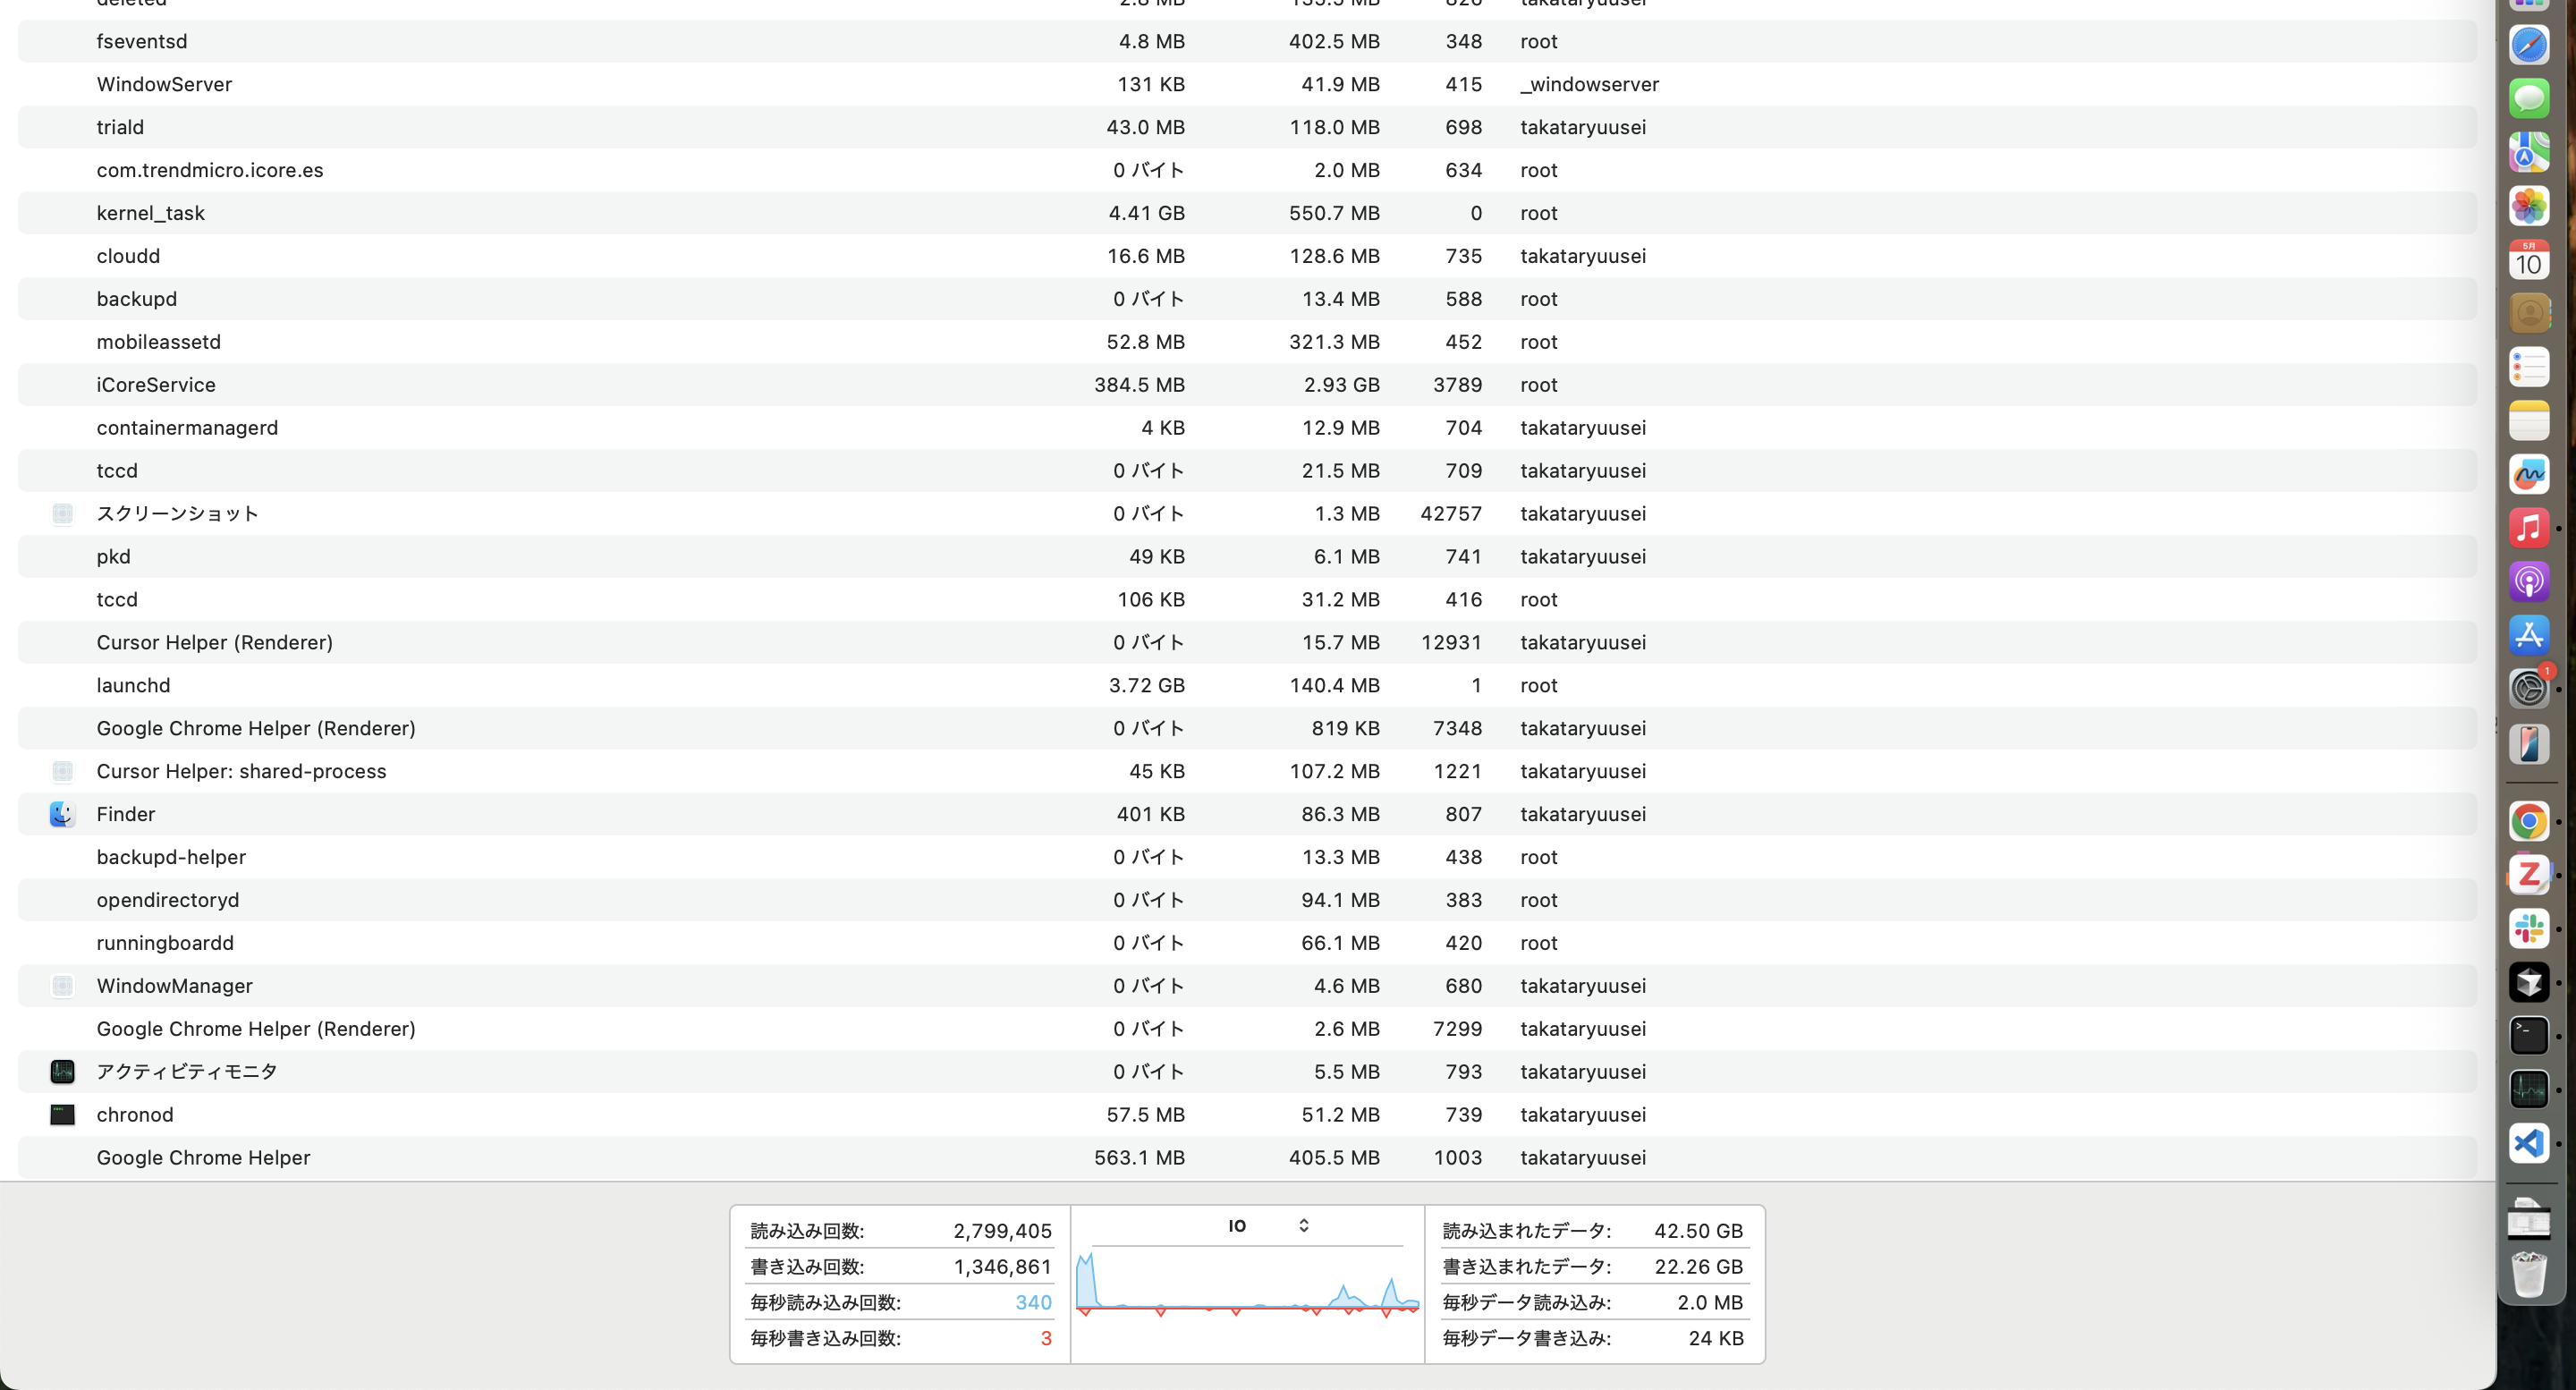 deleted 2.8 MB 135.5 MB 826 takataryuusei
fseventsd 4.8 MB 402.5 MB 348 root
WindowServer 131 KB 41.9 MB 415 _windowserver
triald 43.0 MB 118.0 MB 698 takataryuusei
com.trendmicro.icore.es 0 バイト 2.0 MB 634 root
kernel_task 4.41 GB 550.7 MB 0 root
cloudd 16.6 MB 128.6 MB 735 takataryuusei
backupd 0 バイト 13.4 MB 588 root
mobileassetd 52.8 MB 321.3 MB 452 root
iCoreService 384.5 MB 2.93 GB 3789 root
containermanagerd 4 KB 12.9 MB 704 takataryuusei
tccd 0 バイト 21.5 MB 709 takataryuusei
スクリーンショット 0 バイト 1.3 MB 42757 takataryuusei
pkd 49 KB 6.1 MB 741 takataryuusei
tccd 106 KB 31.2 MB 416 root
Cursor Helper (Renderer) 0 バイト 15.7 MB 12931 takataryuusei
launchd 3.72 GB 140.4 MB 1 root
Google Chrome Helper (Renderer) 0 バイト 819 KB 7348 takataryuusei
Cursor Helper: shared-process 45 KB 107.2 MB 1221 takataryuusei
Finder 401 KB 86.3 MB 807 takataryuusei
backupd-helper 0 バイト 13.3 MB 438 root
opendirectoryd 0 バイト 94.1 MB 383 root
runningboardd 0 バイト 66.1 MB 420 root
WindowManager 0 バイト 4.6 MB 680 takataryuusei
Google Chrome Helper (Renderer) 0 バイト 2.6 MB 7299 takataryuusei
アクティビティモニタ 0 バイト 5.5 MB 793 takataryuusei
chronod 57.5 MB 51.2 MB 739 takataryuusei
Google Chrome Helper 563.1 MB 405.5 MB 1003 takataryuusei
読み込み回数: 2,799,405
書き込み回数: 1,346,861
毎秒読み込み回数: 340
毎秒書き込み回数: 3
IO
読み込まれたデータ: 42.50 GB
書き込まれたデータ: 22.26 GB
毎秒データ読み込み: 2.0 MB
毎秒データ書き込み: 24 KB
5月
10
1
Z